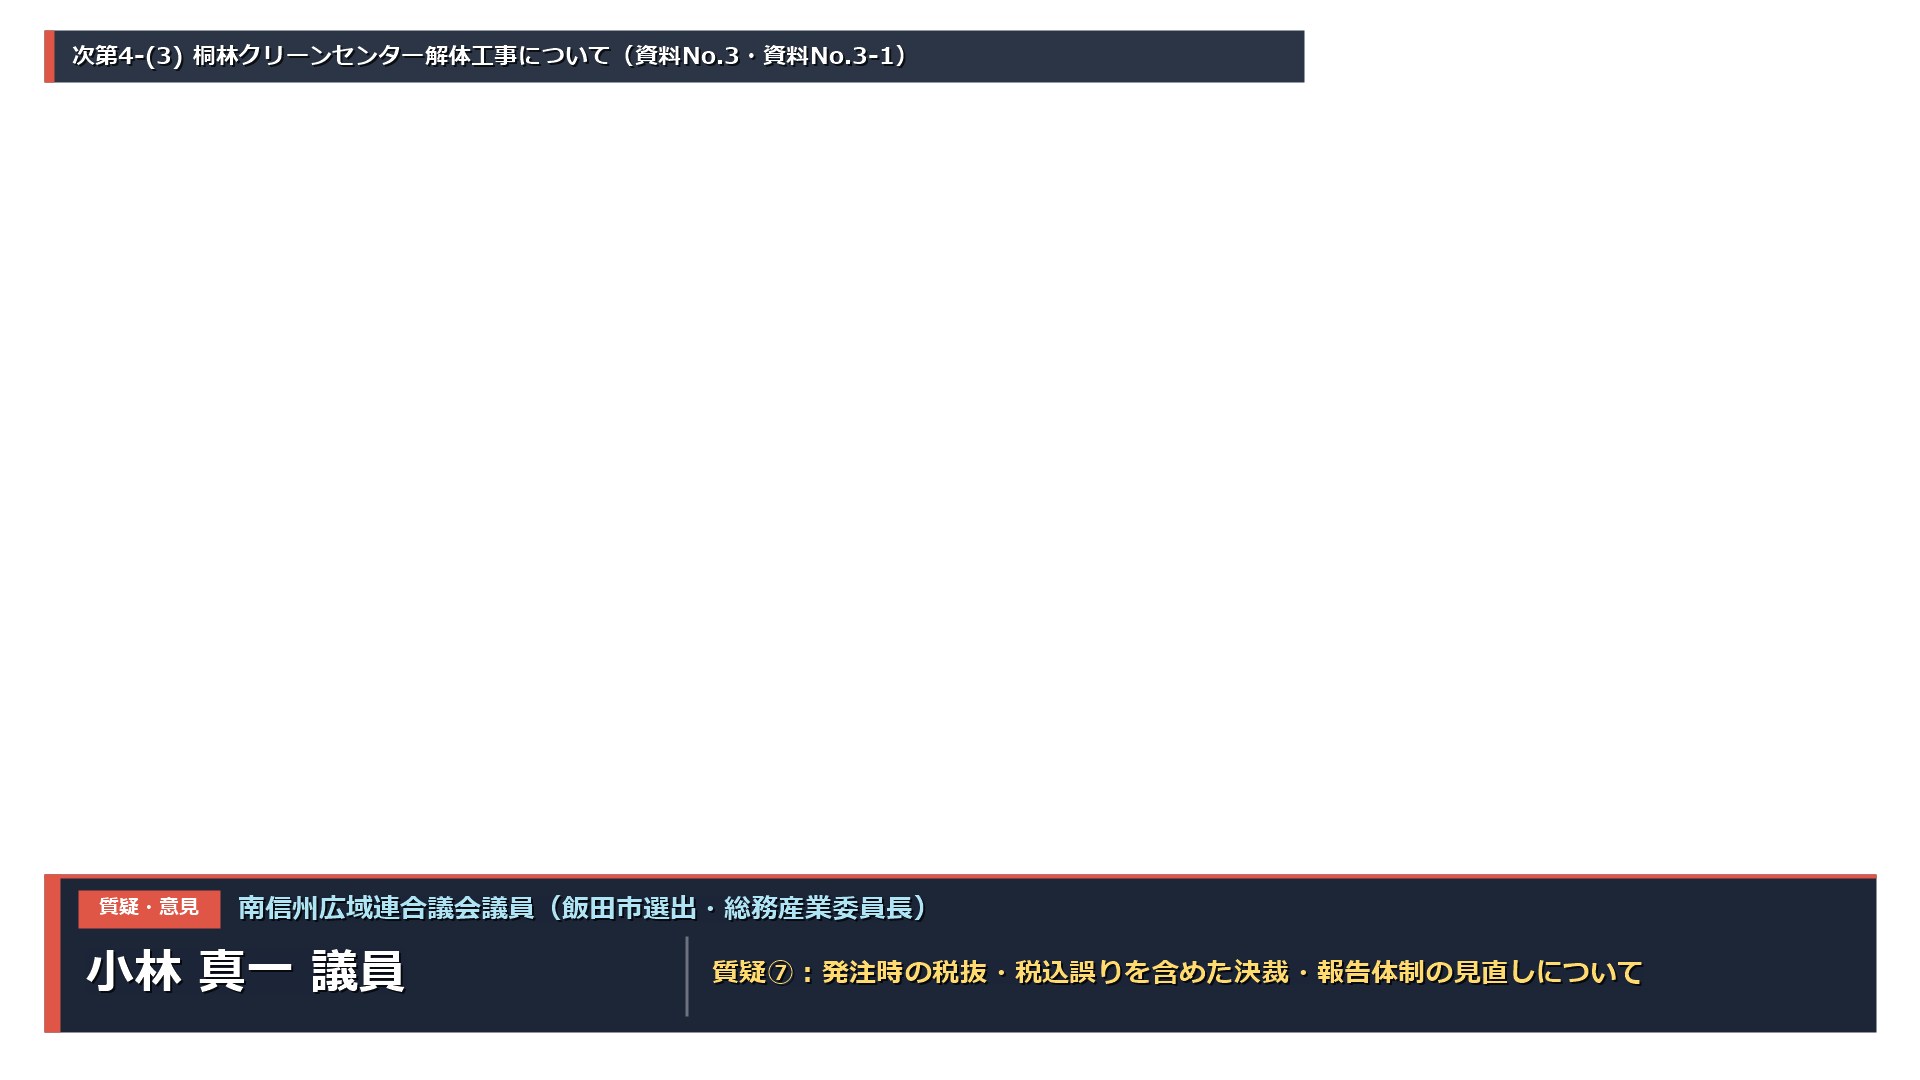 次第4-(3) 桐林クリーンセンター解体工事について（資料No.3・資料No.3-1）
質疑・意見
南信州広域連合議会議員（飯田市選出・総務産業委員長）
小林 真一 議員
質疑⑦：発注時の税抜・税込誤りを含めた決裁・報告体制の見直しについて